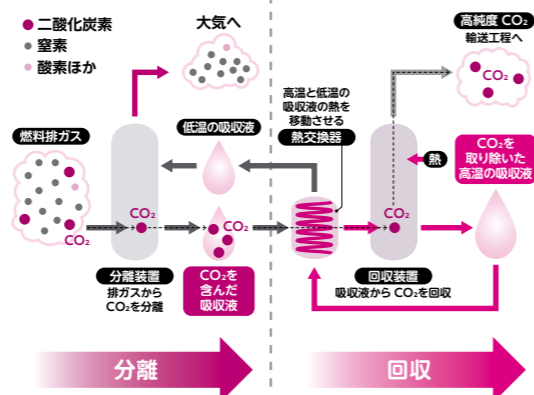 二酸化炭素
窒素
酸素ほか
大気へ
高純度 CO₂
輸送工程へ
CO₂
高温と低温の
吸収液の熱を
移動させる
熱交換器
燃料排ガス
低温の吸収液
熱
CO₂を
取り除いた
高温の吸収液
CO₂
CO₂
CO₂
CO₂
分離装置
排ガスから
CO₂を分離
CO₂を
含んだ
吸収液
回収装置
吸収液から CO₂を回収
分離
回収